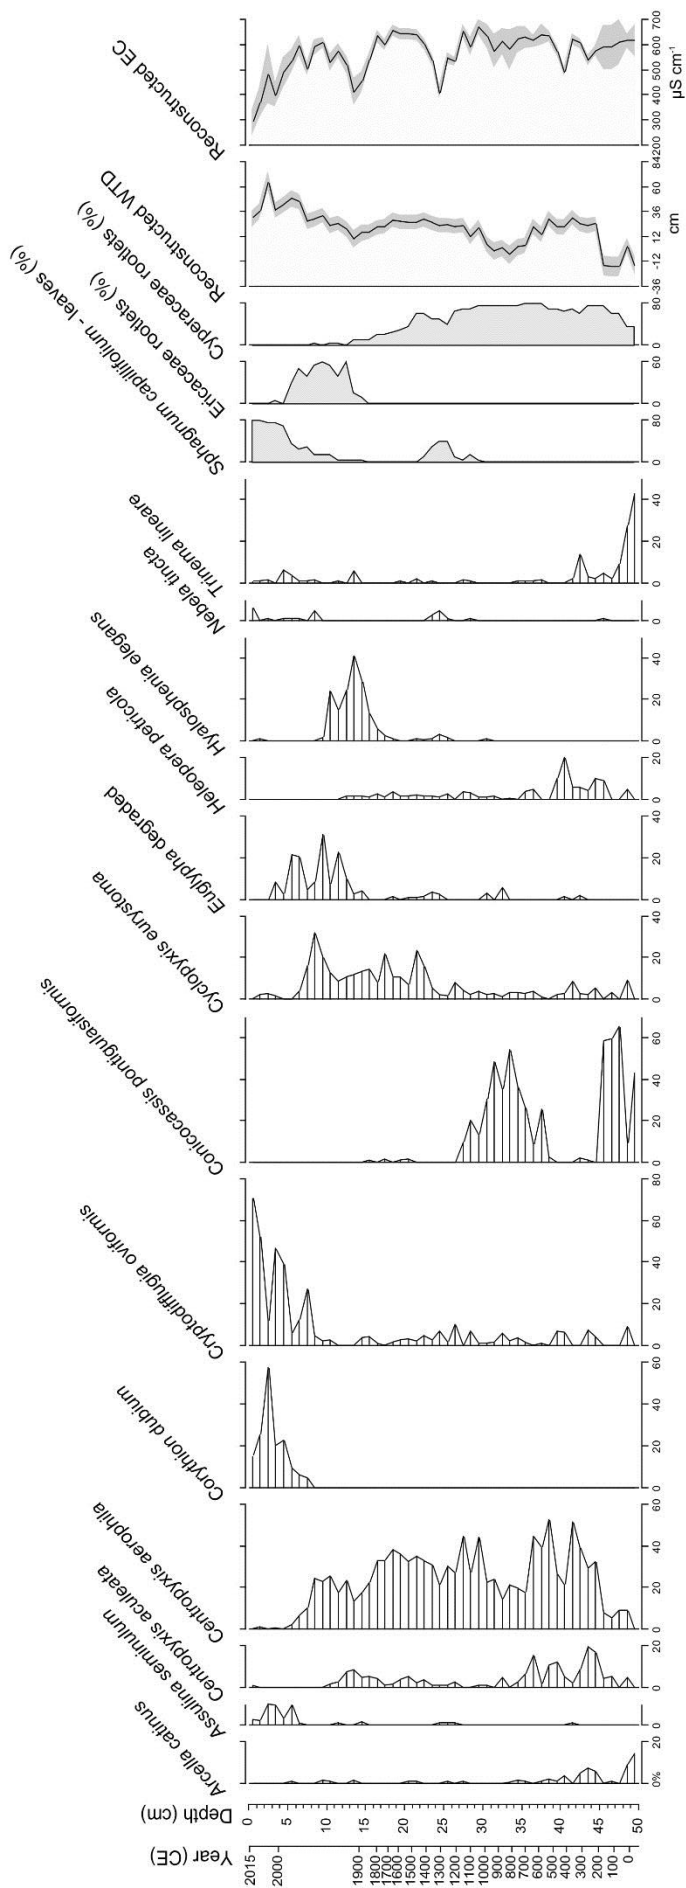 Year (CE)
Depth (cm)
Arcella catinus
Assulina seminulum
Centropyxis aculeata
Centropyxis aerophila
Corythion dubium
Cryptodifflugia oviformis
Conicocassis pontigulasiformis
Cyclopyxis eurystoma
Euglypha degraded
Heleopera petricola
Hyalosphenia elegans
Nebela tincta
Trinema lineare
Sphagnum capillifolium - leaves (%)
Ericaceae rootlets (%)
Cyperaceae rootlets (%)
Reconstructed WTD
Reconstructed EC
2015
2000
1900
1800
1700
1600
1500
1400
1300
1200
1100
1000
900
800
700
600
500
400
300
200
100
0
0
5
10
15
20
25
30
35
40
45
50
0% 20
0
0 20
0 20 40 60
0 20 40 60
0 20 40 60 80
0 20 40 60
0 20 40
0 20 40
0 20
0 20 40
0
0 20 40
0 80
0 60
0 80
-36 -12 12 36 60 84
cm
200 300 400 500 600 700
µS cm⁻¹